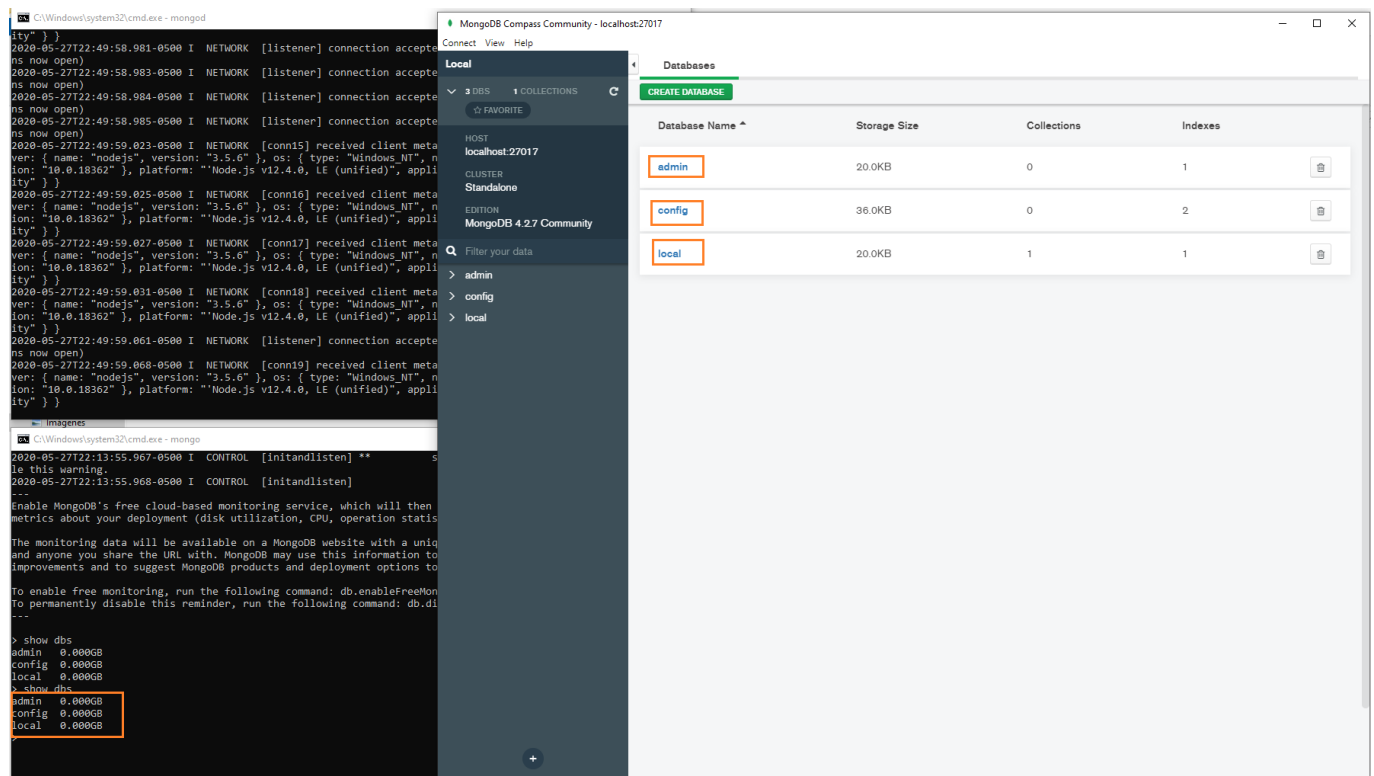 C:\Windows\system32\cmd.exe - mongod
ity" } }
2020-05-27T22:49:58.981-0500 I  NETWORK  [listener] connection accepte
ns now open)
2020-05-27T22:49:58.983-0500 I  NETWORK  [listener] connection accepte
ns now open)
2020-05-27T22:49:58.984-0500 I  NETWORK  [listener] connection accepte
ns now open)
2020-05-27T22:49:58.985-0500 I  NETWORK  [listener] connection accepte
ns now open)
2020-05-27T22:49:59.023-0500 I  NETWORK  [conn15] received client meta
ver: { name: "nodejs", version: "3.5.6" }, os: { type: "Windows_NT", n
ion: "10.0.18362" }, platform: "'Node.js v12.4.0, LE (unified)", appli
ity" } }
2020-05-27T22:49:59.025-0500 I  NETWORK  [conn16] received client meta
ver: { name: "nodejs", version: "3.5.6" }, os: { type: "Windows_NT", n
ion: "10.0.18362" }, platform: "'Node.js v12.4.0, LE (unified)", appli
ity" } }
2020-05-27T22:49:59.027-0500 I  NETWORK  [conn17] received client meta
ver: { name: "nodejs", version: "3.5.6" }, os: { type: "Windows_NT", n
ion: "10.0.18362" }, platform: "'Node.js v12.4.0, LE (unified)", appli
ity" } }
2020-05-27T22:49:59.031-0500 I  NETWORK  [conn18] received client meta
ver: { name: "nodejs", version: "3.5.6" }, os: { type: "Windows_NT", n
ion: "10.0.18362" }, platform: "'Node.js v12.4.0, LE (unified)", appli
ity" } }
2020-05-27T22:49:59.061-0500 I  NETWORK  [listener] connection accepte
ns now open)
2020-05-27T22:49:59.068-0500 I  NETWORK  [conn19] received client meta
ver: { name: "nodejs", version: "3.5.6" }, os: { type: "Windows_NT", n
ion: "10.0.18362" }, platform: "'Node.js v12.4.0, LE (unified)", appli
ity" } }
Imágenes
C:\Windows\system32\cmd.exe - mongo
2020-05-27T22:13:55.967-0500 I  CONTROL  [initandlisten] **          s
le this warning.
2020-05-27T22:13:55.968-0500 I  CONTROL  [initandlisten]
---
Enable MongoDB's free cloud-based monitoring service, which will then
metrics about your deployment (disk utilization, CPU, operation statis
The monitoring data will be available on a MongoDB website with a uniq
and anyone you share the URL with. MongoDB may use this information to
improvements and to suggest MongoDB products and deployment options to
To enable free monitoring, run the following command: db.enableFreeMon
To permanently disable this reminder, run the following command: db.di
---
> show dbs
admin   0.000GB
config  0.000GB
local   0.000GB
> show dbs
admin   0.000GB
config  0.000GB
local   0.000GB
>
MongoDB Compass Community - localhost:27017
Connect View Help
Local
3 DBS 1 COLLECTIONS
FAVORITE
HOST
localhost:27017
CLUSTER
Standalone
EDITION
MongoDB 4.2.7 Community
Filter your data
admin
config
local
Databases
CREATE DATABASE
Database Name Storage Size Collections Indexes
admin 20.0KB 0 1
config 36.0KB 0 2
local 20.0KB 1 1